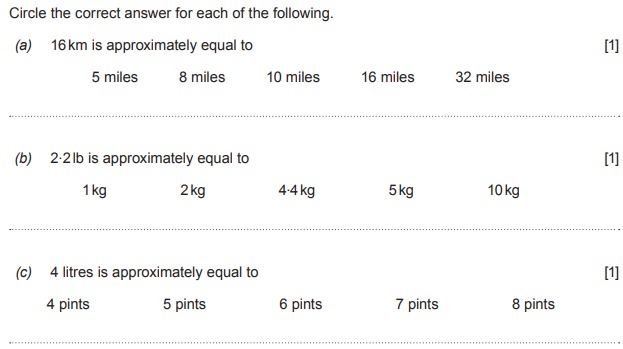 Circle the correct answer for each of the following.
(a) 16 km is approximately equal to [1]
5 miles 8 miles 10 miles 16 miles 32 miles
(b) 2·2 lb is approximately equal to [1]
1 kg 2 kg 4·4 kg 5 kg 10 kg
(c) 4 litres is approximately equal to [1]
4 pints 5 pints 6 pints 7 pints 8 pints